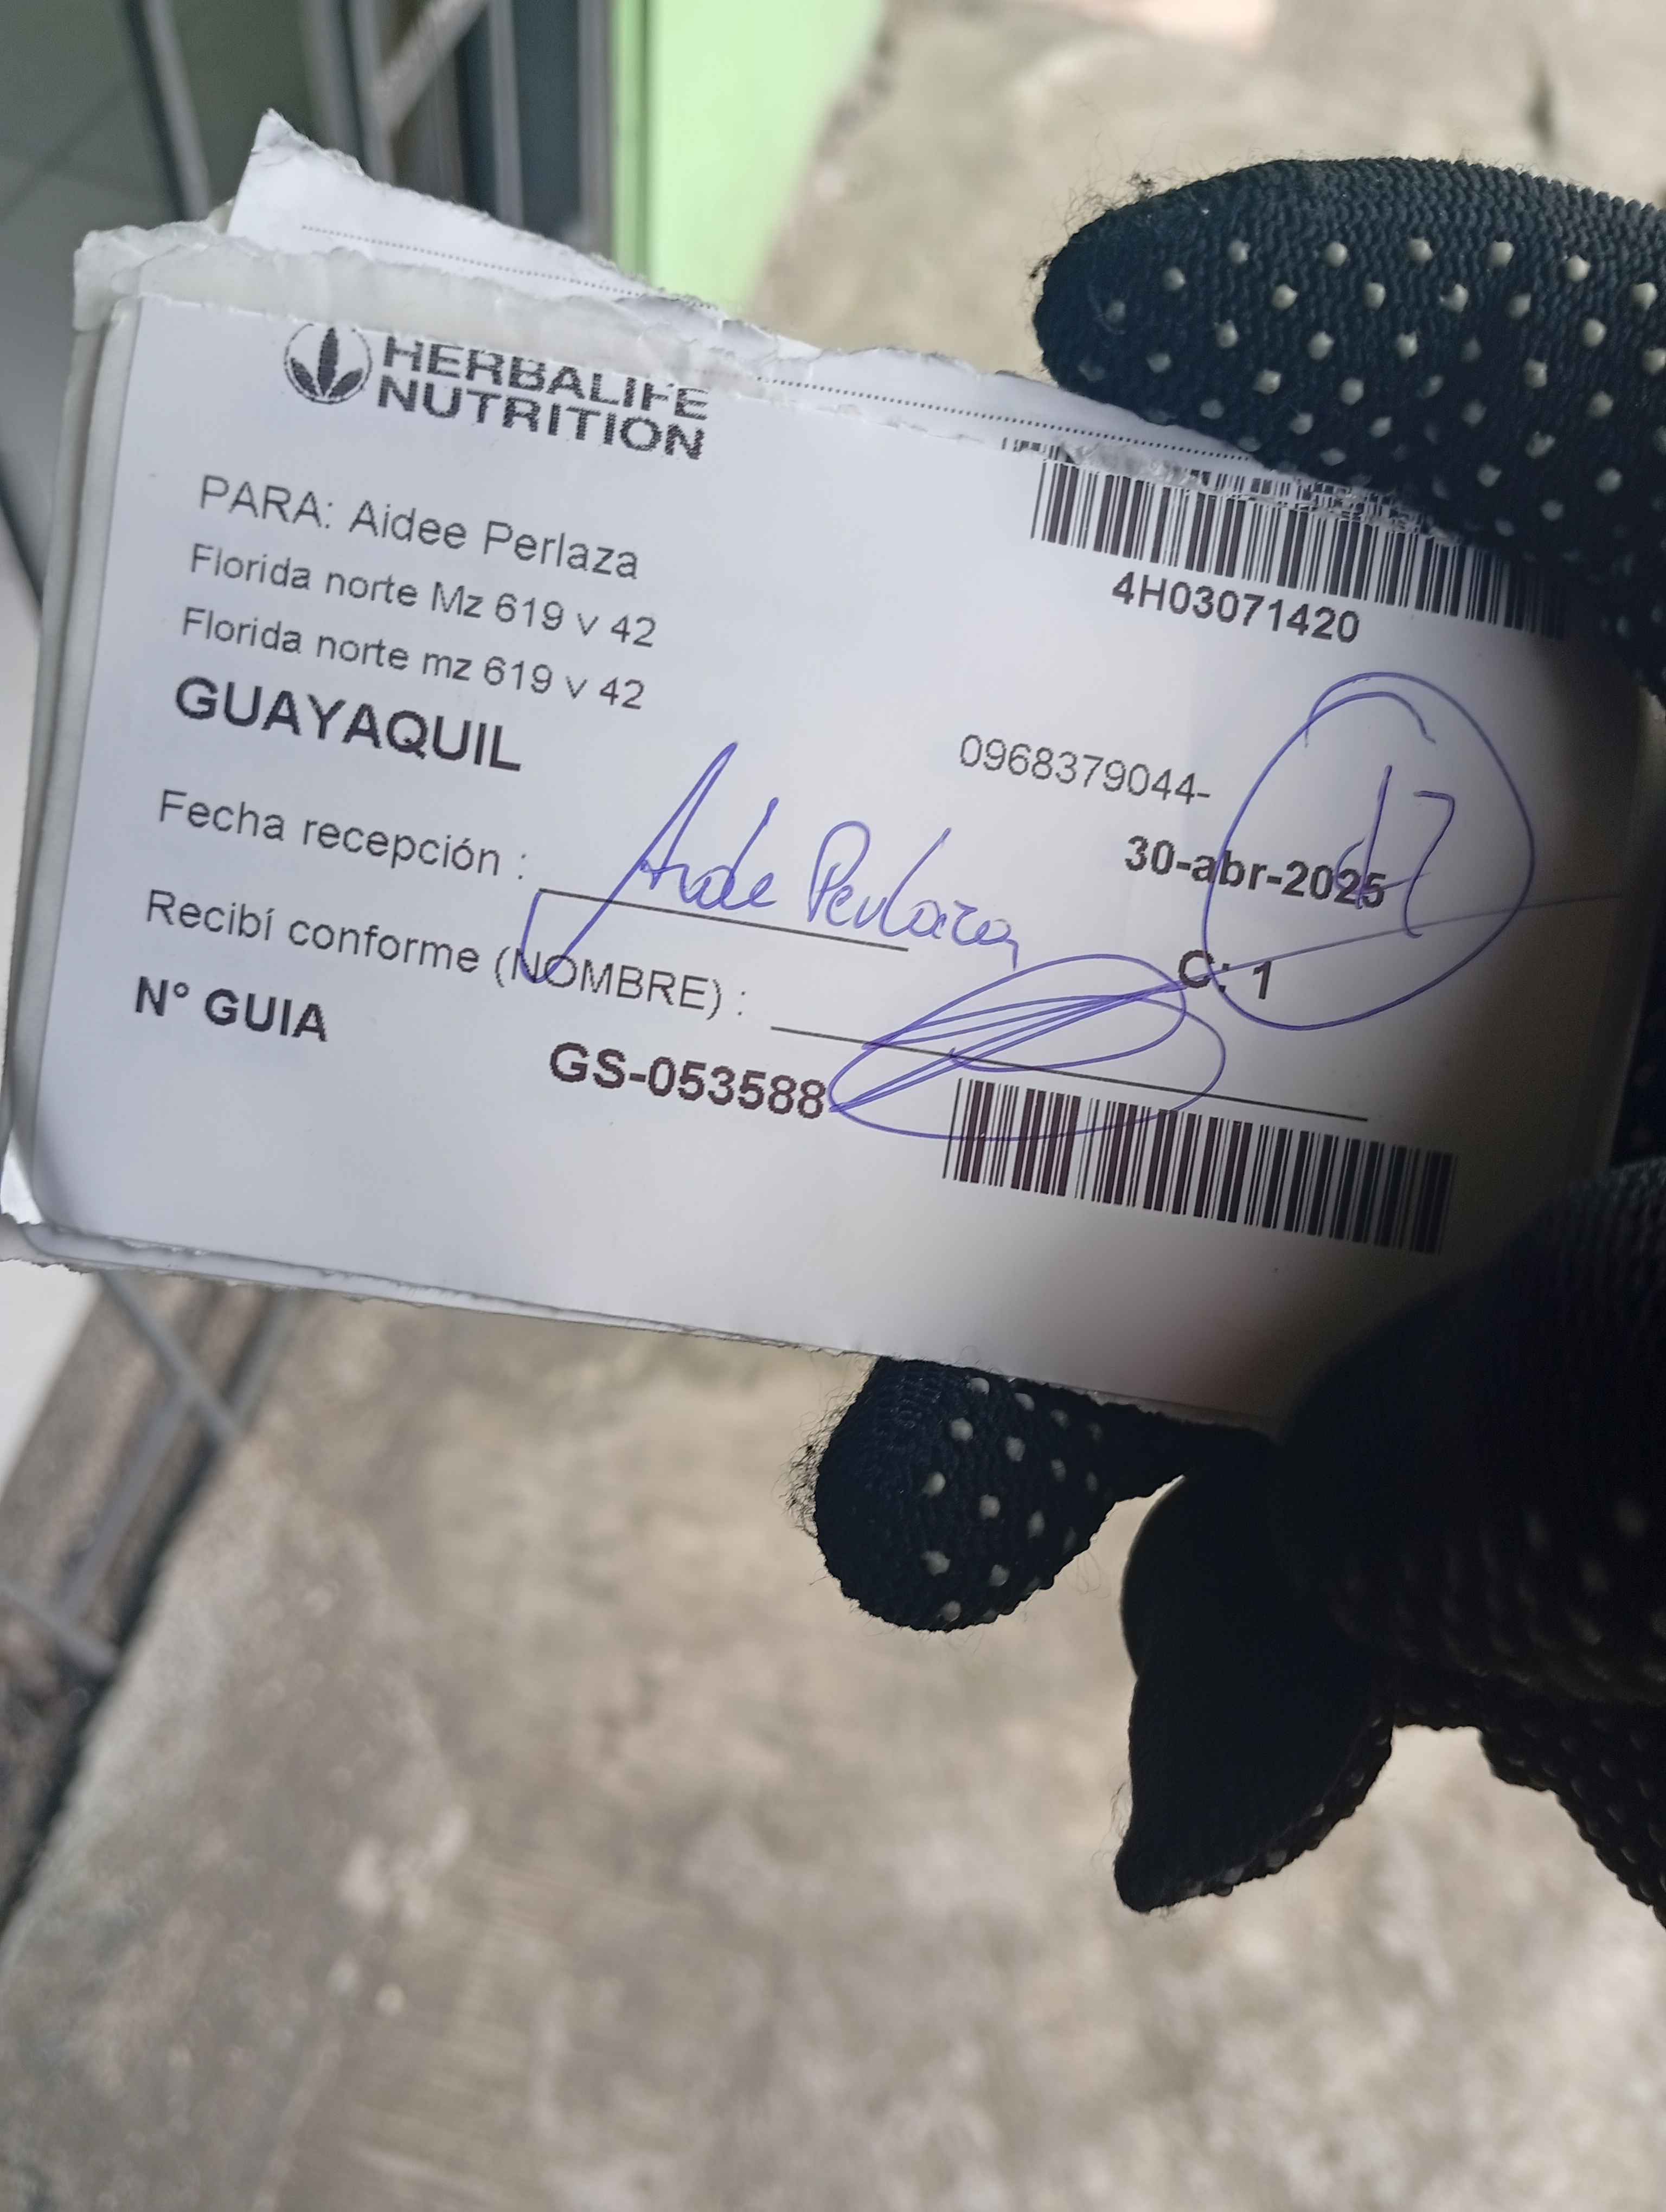 HERBALIFE
NUTRITION
PARA: Aidee Perlaza
4H03071420
Florida norte Mz 619 v 42
Florida norte mz 619 v 42
GUAYAQUIL
0968379044-
17
Fecha recepción :
Aidee Perlaza
30-abr-2025
Recibí conforme (NOMBRE) :
C: 1
N° GUIA
GS-053588